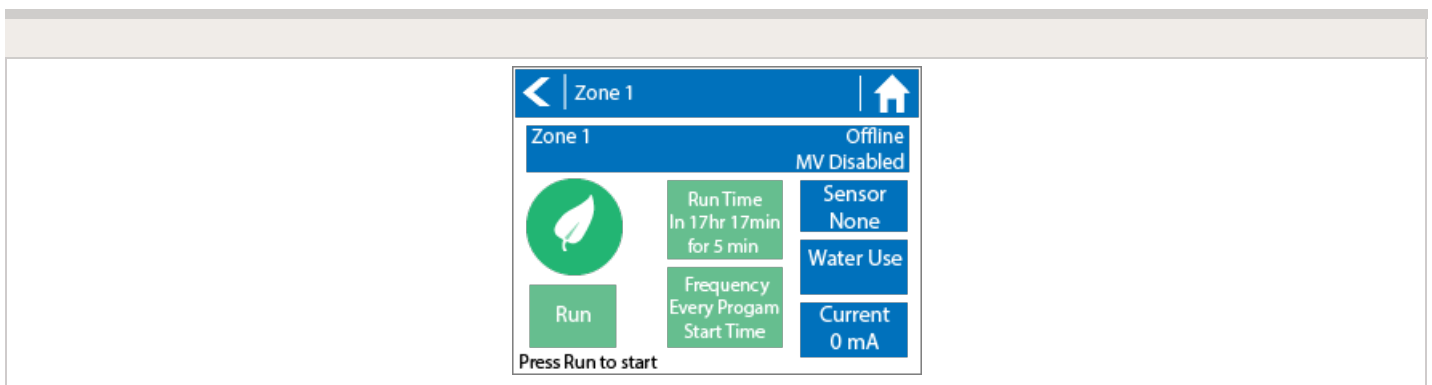 Zone 1
Zone 1
Offline
MV Disabled
Run Time
In 17hr 17min
for 5 min
Sensor
None
Water Use
Run
Frequency
Every Progam
Start Time
Current
0 mA
Press Run to start